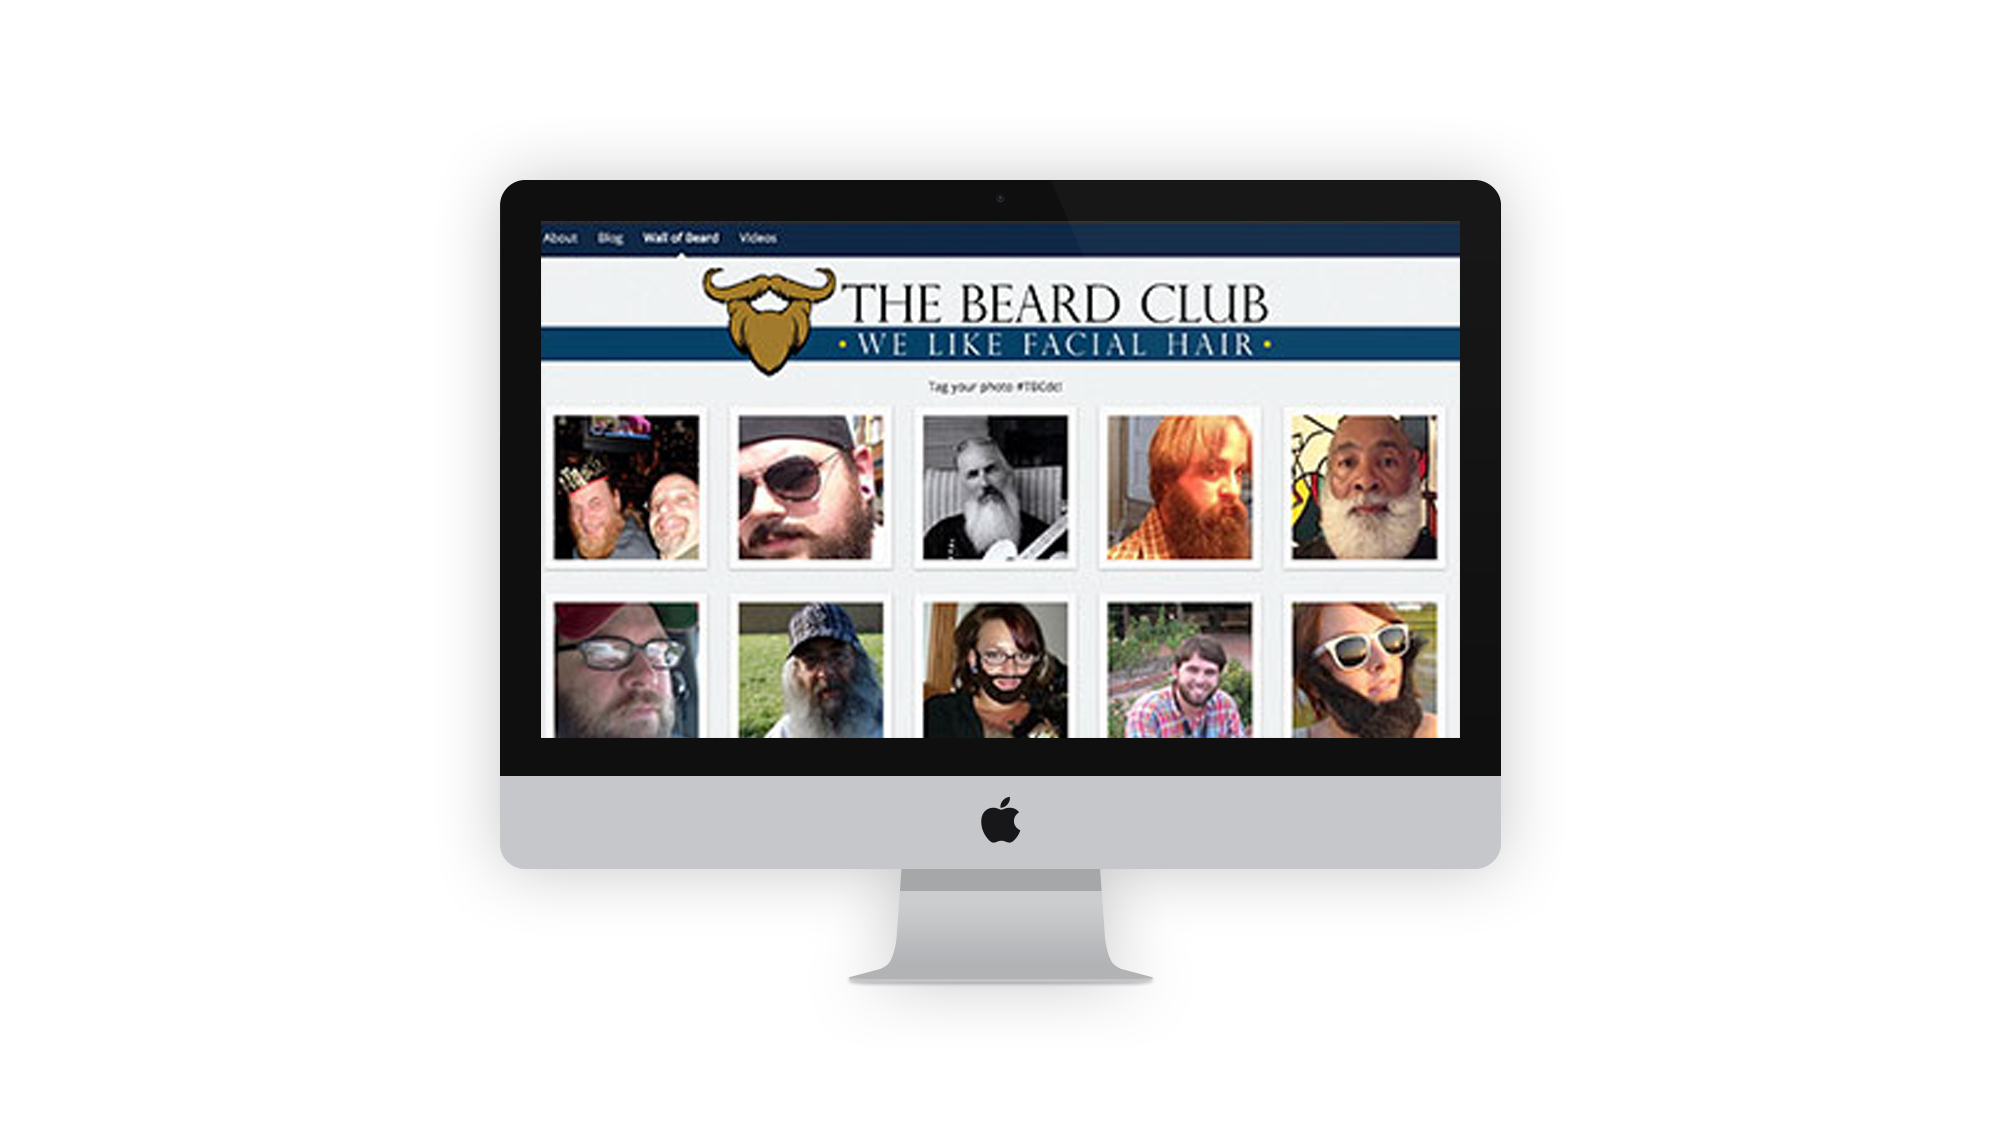 About Blog Wall of Beard Videos
THE BEARD CLUB
• WE LIKE FACIAL HAIR •
Tag your photo